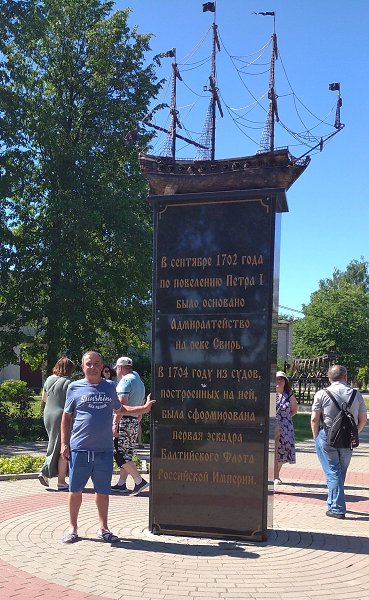 В сентябре 1702 года
по повелению Петра I
было основано
Адмиралтейство
на реке Свирь.
В 1704 году из судов,
построенных на ней,
была сформирована
первая эскадра
Балтийского Флота
Российской Империи.
Sunshine